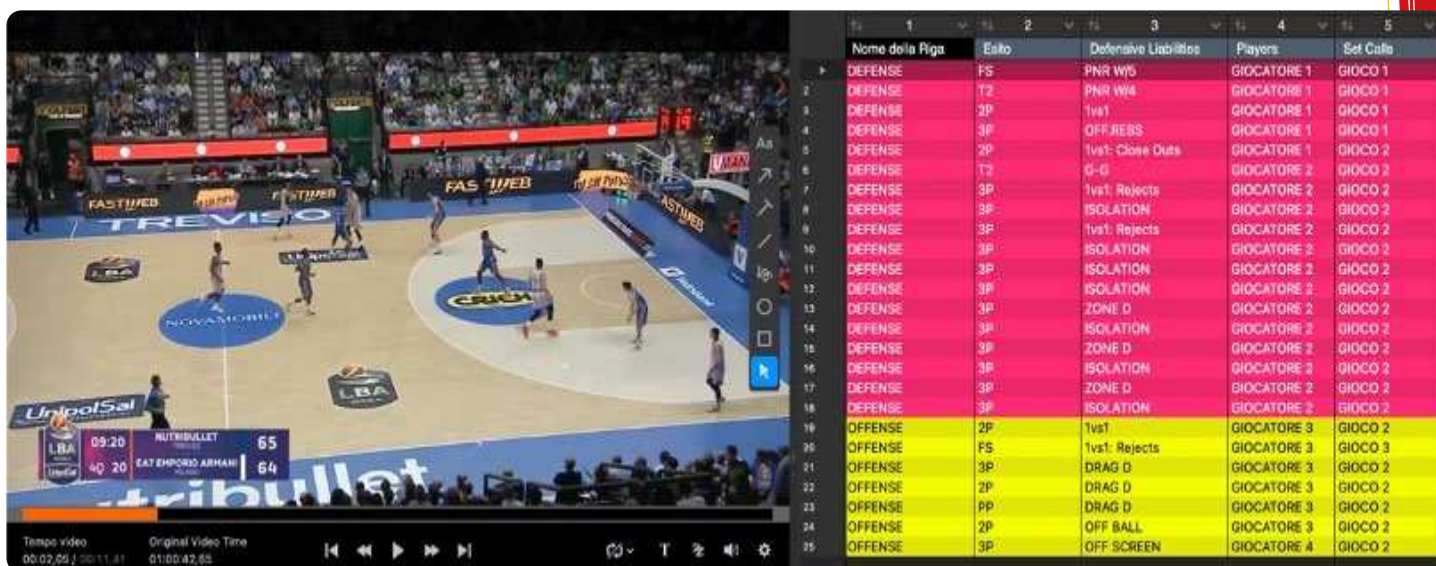 FASTWEB
FASTWEB
FASTWEB
FASTWEB
TREVISO
UnipolSai
LBA
CRICH
NOVAMOBILI
LBA
UnipolSai
LBA
UnipolSai
09:20
NUTRIBULLET
TREVISO
65
4Q 20
EA7 EMPORIO ARMANI
MILANO
64
tribullet
Aa
Tempo video
00:02,05 / 00:11,41
Original Video Time
01:00:42,65
T
1 2 3 4 5
Nome della Riga Esito Defensive Liabilities Players Set Calls
DEFENSE FS PNR W/5 GIOCATORE 1 GIOCO 1
2 DEFENSE T2 PNR W/4 GIOCATORE 1 GIOCO 1
3 DEFENSE 2P 1vs1 GIOCATORE 1 GIOCO 1
4 DEFENSE 3P OFF.REBS GIOCATORE 1 GIOCO 1
5 DEFENSE 2P 1vs1: Close Outs GIOCATORE 1 GIOCO 2
6 DEFENSE T2 G-G GIOCATORE 2 GIOCO 2
7 DEFENSE 3P 1vs1: Rejects GIOCATORE 2 GIOCO 2
8 DEFENSE 3P ISOLATION GIOCATORE 2 GIOCO 2
9 DEFENSE 3P 1vs1: Rejects GIOCATORE 2 GIOCO 2
10 DEFENSE 3P ISOLATION GIOCATORE 2 GIOCO 2
11 DEFENSE 3P ISOLATION GIOCATORE 2 GIOCO 2
12 DEFENSE 3P ISOLATION GIOCATORE 2 GIOCO 2
13 DEFENSE 3P ZONE D GIOCATORE 2 GIOCO 2
14 DEFENSE 3P ISOLATION GIOCATORE 2 GIOCO 2
15 DEFENSE 3P ZONE D GIOCATORE 2 GIOCO 2
16 DEFENSE 3P ISOLATION GIOCATORE 2 GIOCO 2
17 DEFENSE 3P ZONE D GIOCATORE 2 GIOCO 2
18 DEFENSE 3P ISOLATION GIOCATORE 2 GIOCO 2
19 OFFENSE 2P 1vs1 GIOCATORE 3 GIOCO 2
20 OFFENSE FS 1vs1: Rejects GIOCATORE 3 GIOCO 3
21 OFFENSE 3P DRAG D GIOCATORE 3 GIOCO 2
22 OFFENSE 2P DRAG D GIOCATORE 3 GIOCO 2
23 OFFENSE PP DRAG D GIOCATORE 3 GIOCO 2
24 OFFENSE 2P OFF BALL GIOCATORE 3 GIOCO 2
25 OFFENSE 3P OFF SCREEN GIOCATORE 4 GIOCO 2